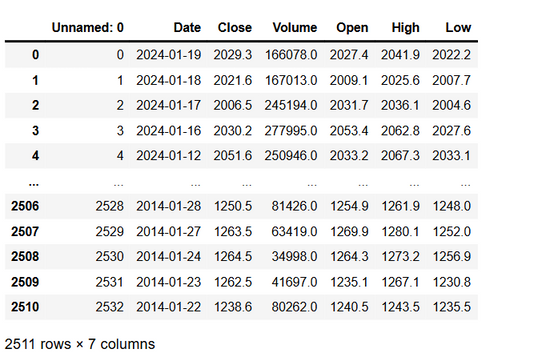 Unnamed: 0 Date Close Volume Open High Low
0 0 2024-01-19 2029.3 166078.0 2027.4 2041.9 2022.2
1 1 2024-01-18 2021.6 167013.0 2009.1 2025.6 2007.7
2 2 2024-01-17 2006.5 245194.0 2031.7 2036.1 2004.6
3 3 2024-01-16 2030.2 277995.0 2053.4 2062.8 2027.6
4 4 2024-01-12 2051.6 250946.0 2033.2 2067.3 2033.1
... ... ... ... ... ... ... ...
2506 2528 2014-01-28 1250.5 81426.0 1254.9 1261.9 1248.0
2507 2529 2014-01-27 1263.5 63419.0 1269.9 1280.1 1252.0
2508 2530 2014-01-24 1264.5 34998.0 1264.3 1273.2 1256.9
2509 2531 2014-01-23 1262.5 41697.0 1235.1 1267.1 1230.8
2510 2532 2014-01-22 1238.6 80262.0 1240.5 1243.5 1235.5
2511 rows × 7 columns